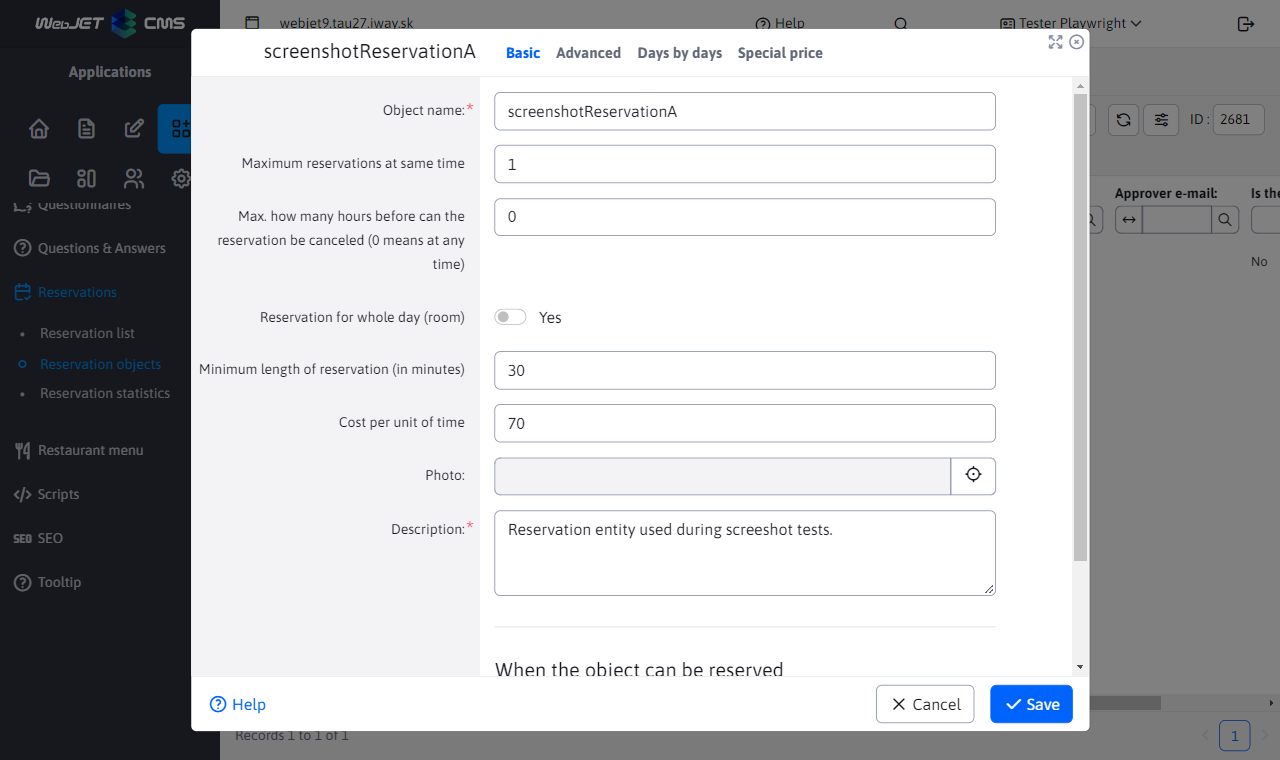 WebJET CMS
webjet9.tau27.iway.sk
Help
Tester Playwright
Applications
screenshotReservationA
Basic
Advanced
Days by days
Special price
Object name:*
screenshotReservationA
ID :
2681
Maximum reservations at same time
1
Approver e-mail:
Is the
Questionnaires
Max. how many hours before can the
reservation be canceled (0 means at any
time)
0
Questions & Answers
No
Reservations
Reservation for whole day (room)
Yes
Reservation list
Reservation objects
Minimum length of reservation (in minutes)
30
Reservation statistics
Cost per unit of time
70
Restaurant menu
Photo:
Scripts
Description:*
Reservation entity used during screeshot tests.
SEO SEO
Tooltip
When the object can be reserved
Help
Cancel
Save
Records 1 to 1 of 1
1